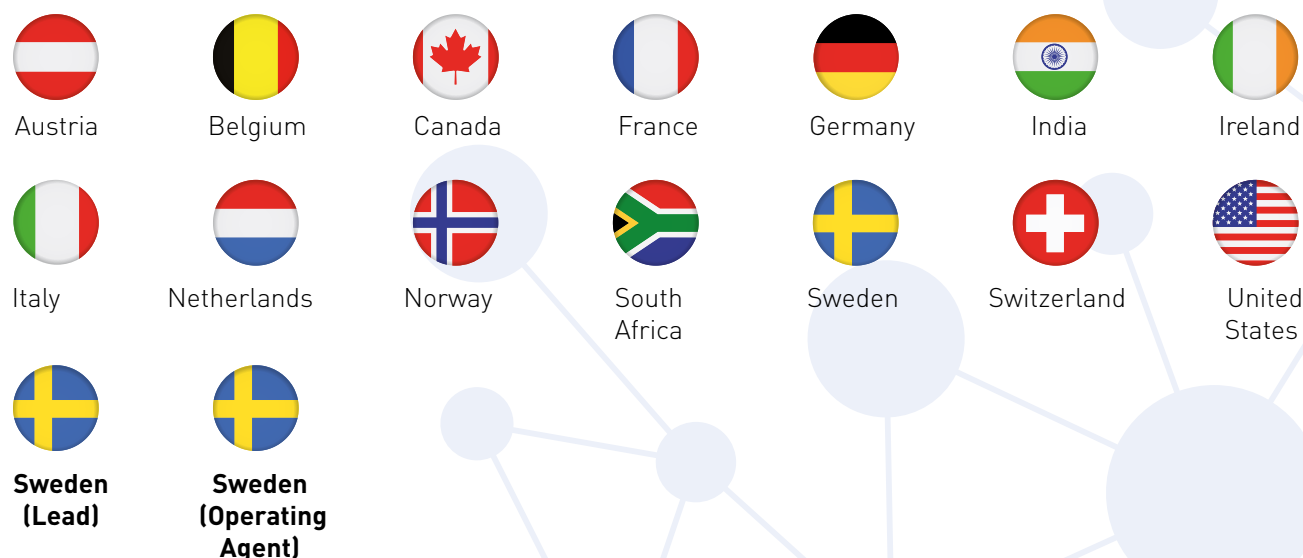 Austria
Belgium
Canada
France
Germany
India
Ireland
Italy
Netherlands
Norway
South
Africa
Sweden
Switzerland
United
States
Sweden
(Lead)
Sweden
(Operating
Agent)